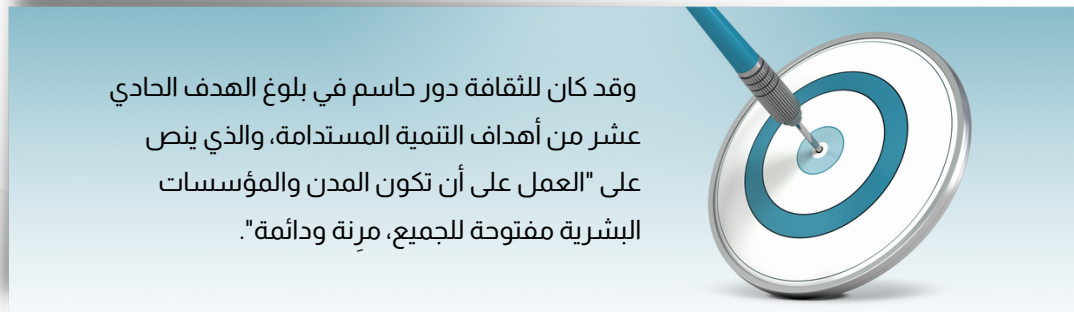 وقد كان للثقافة دور حاسم في بلوغ الهدف الحادي
عشر من أهداف التنمية المستدامة، والذي ينص
على "العمل على أن تكون المدن والمؤسسات
البشرية مفتوحة للجميع، مرِنة ودائمة".